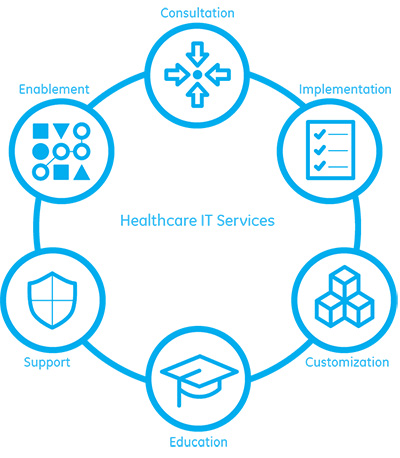 Consultation
Enablement
Implementation
Healthcare IT Services
Support
Customization
Education